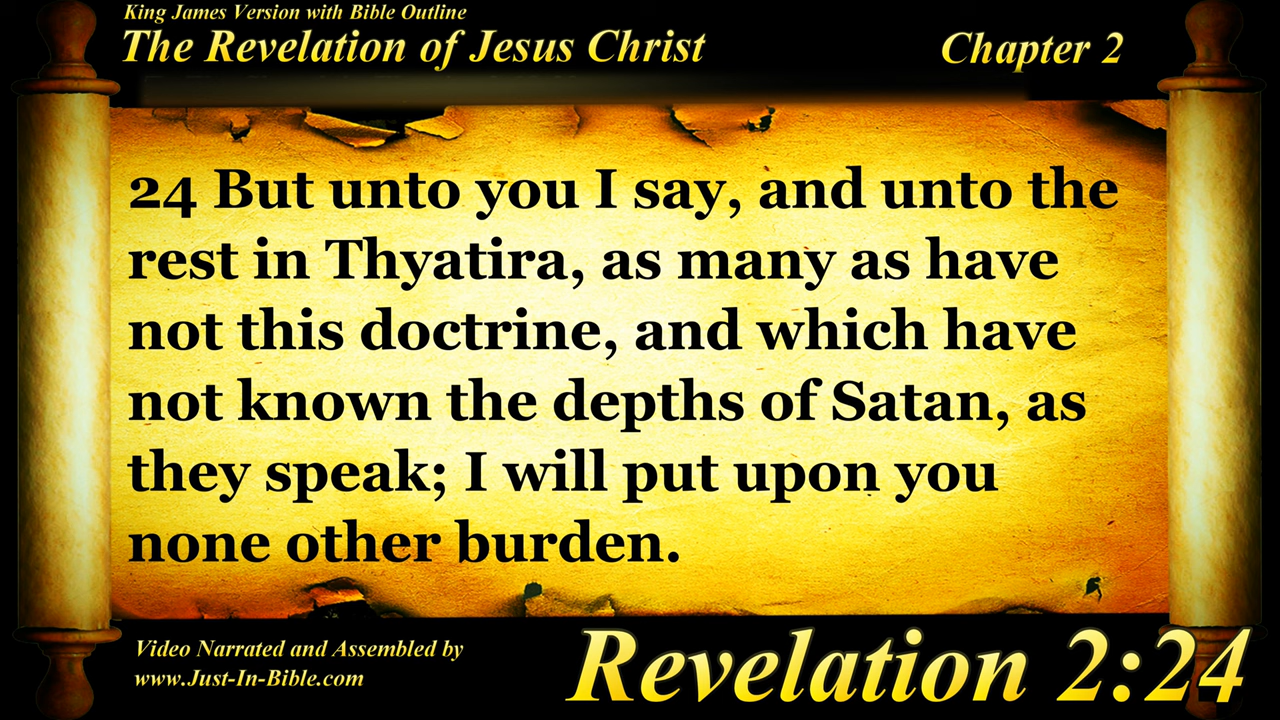 King James Version with Bible Outline
The Revelation of Jesus Christ
Chapter 2
24 But unto you I say, and unto the
rest in Thyatira, as many as have
not this doctrine, and which have
not known the depths of Satan, as
they speak; I will put upon you
none other burden.
Video Narrated and Assembled by
www.Just-In-Bible.com
Revelation 2:24